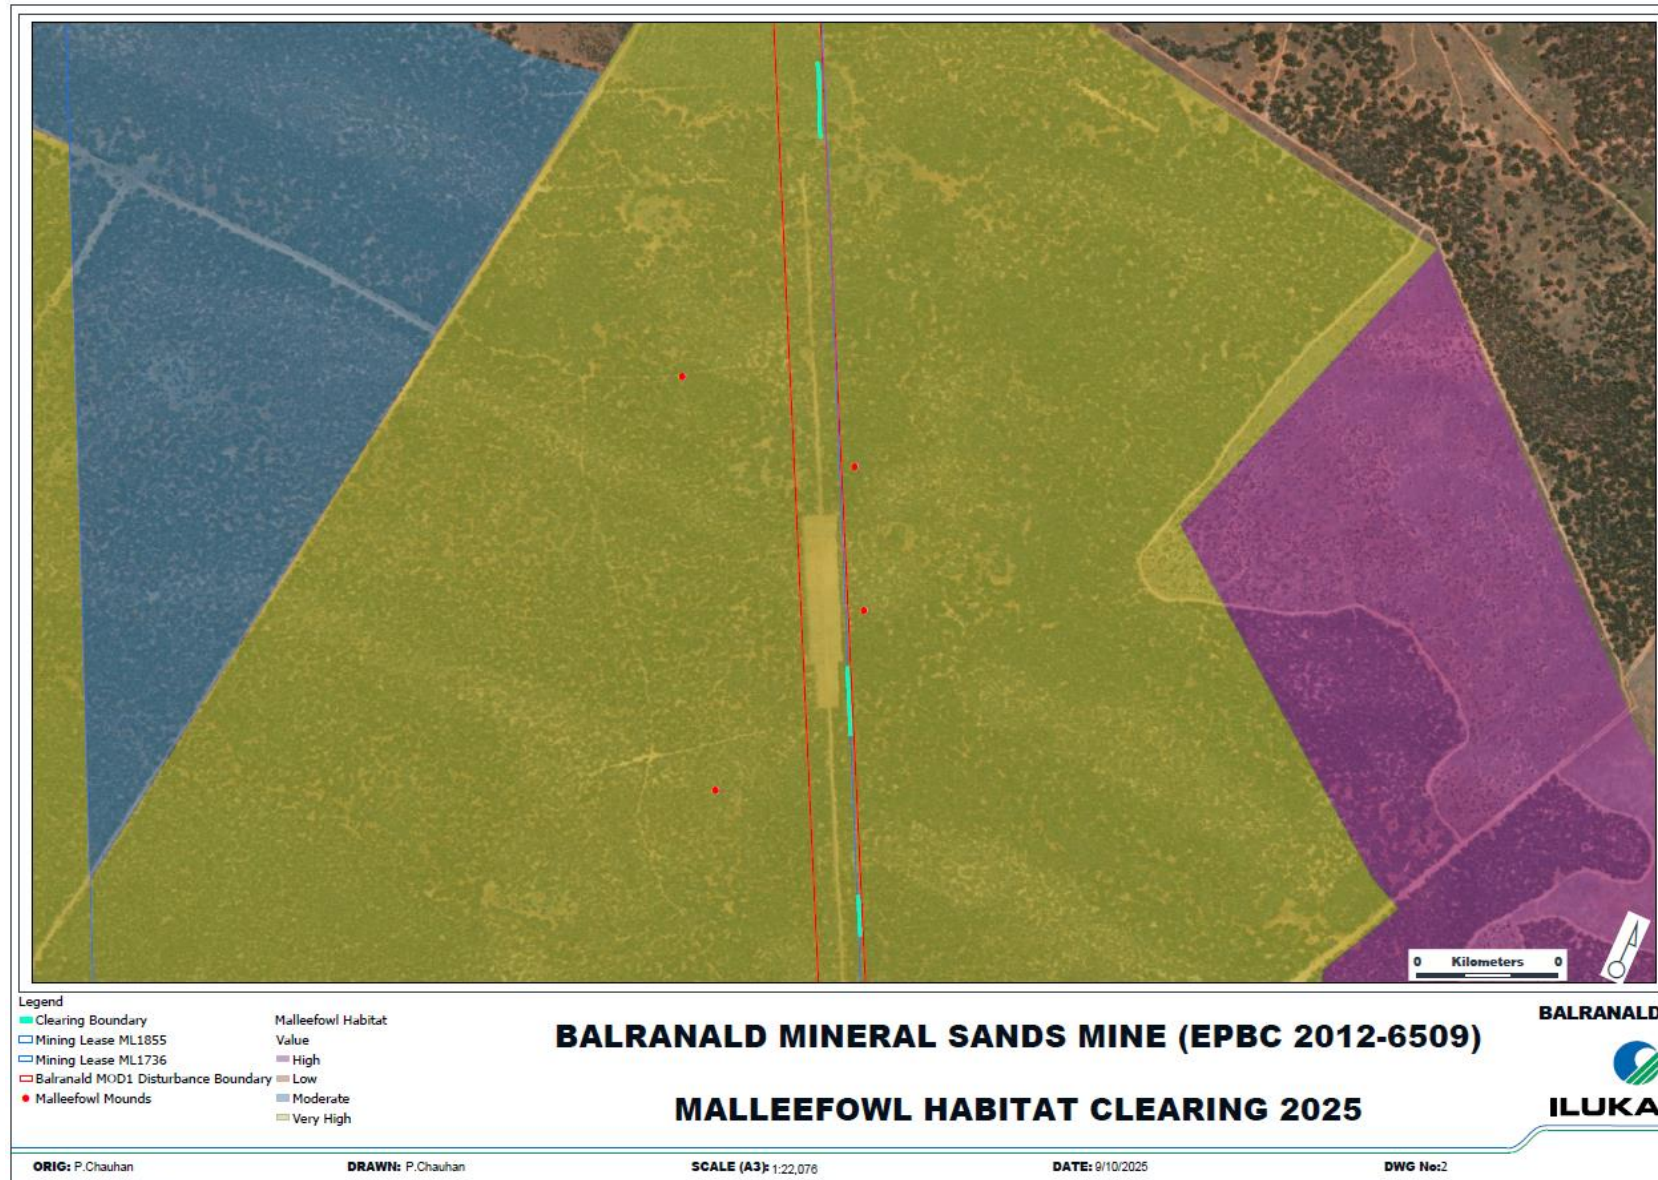 0 Kilometers 0
Legend
Clearing Boundary
Mining Lease ML1855
Mining Lease ML1736
Balranald MOD1 Disturbance Boundary
Malleefowl Mounds
Malleefowl Habitat
Value
High
Low
Moderate
Very High
BALRANALD MINERAL SANDS MINE (EPBC 2012-6509)
MALLEEFOWL HABITAT CLEARING 2025
BALRANALD
ILUKA
ORIG: P.Chauhan
DRAWN: P.Chauhan
SCALE (A3): 1:22,076
DATE: 9/10/2025
DWG No:2